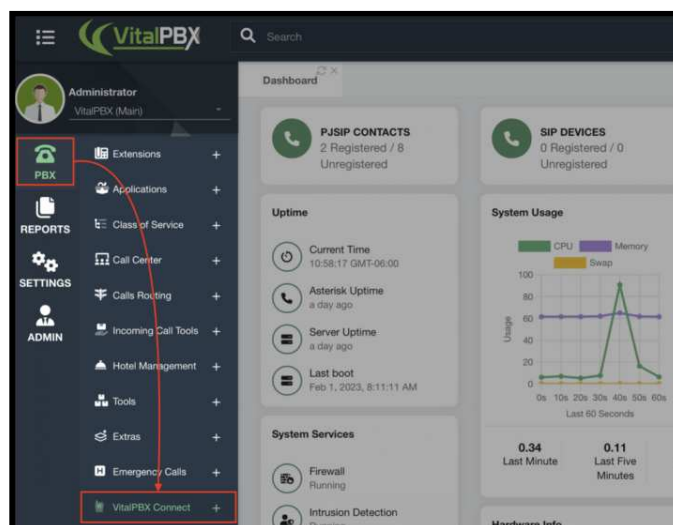 VitalPBX
Search
Administrator
VitalPBX (Main)
Dashboard
PBX
REPORTS
SETTINGS
ADMIN
Extensions +
Applications +
Class of Service +
Call Center +
Calls Routing +
Incoming Call Tools +
Hotel Management +
Tools +
Extras +
Emergency Calls +
VitalPBX Connect +
PJSIP CONTACTS
2 Registered / 8
Unregistered
SIP DEVICES
0 Registered / 0
Unregistered
Uptime
Current Time
10:58:17 GMT-06:00
Asterisk Uptime
a day ago
Server Uptime
a day ago
Last boot
Feb 1, 2023, 8:11:11 AM
System Usage
CPU Memory
Swap
100
80
60
40
20
0
Usage
0s 10s 20s 30s 40s 50s 60s
Last 60 Seconds
0.34
Last Minute
0.11
Last Five
Minutes
System Services
Firewall
Running
Intrusion Detection
Running
Hardware Info